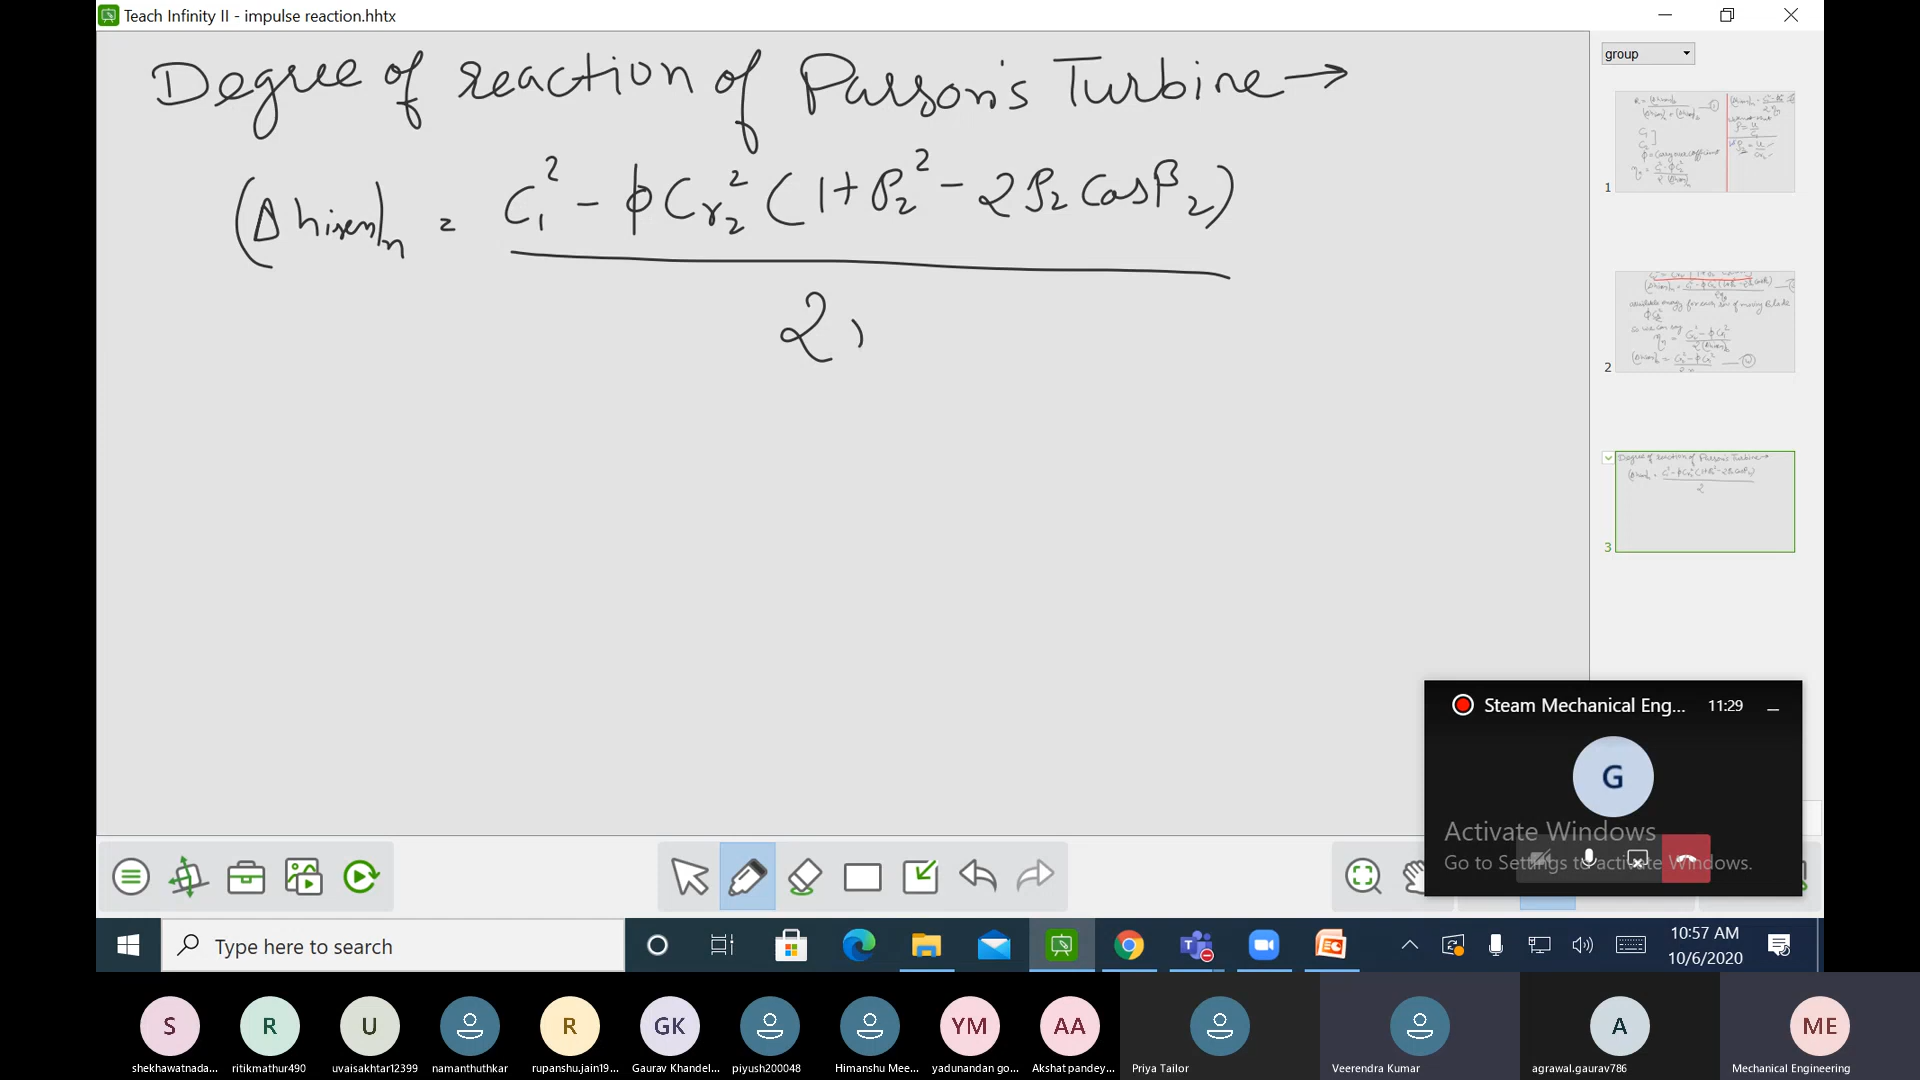 Teach Infinity II - impulse reaction.hhtx
group
Degree of reaction of Parson's Turbine →
(Δhisen)n = C₁² - ϕCr₂² (1+ρ₂² - 2ρ₂ Cosβ₂)
2
1
2
3
Steam Mechanical Eng... 11:29
G
Activate Windows
Go to Settings to activate Windows.
Type here to search
10:57 AM
10/6/2020
S
R
U
R
GK
YM
AA
A
ME
shekhawatnada...
ritikmathur490
uvaisakhtar12399
namanthuthkar
rupanshu.jain19...
Gaurav Khandel...
piyush200048
Himanshu Mee...
yadunandan go...
Akshat pandey...
Priya Tailor
Veerendra Kumar
agrawal.gaurav786
Mechanical Engineering